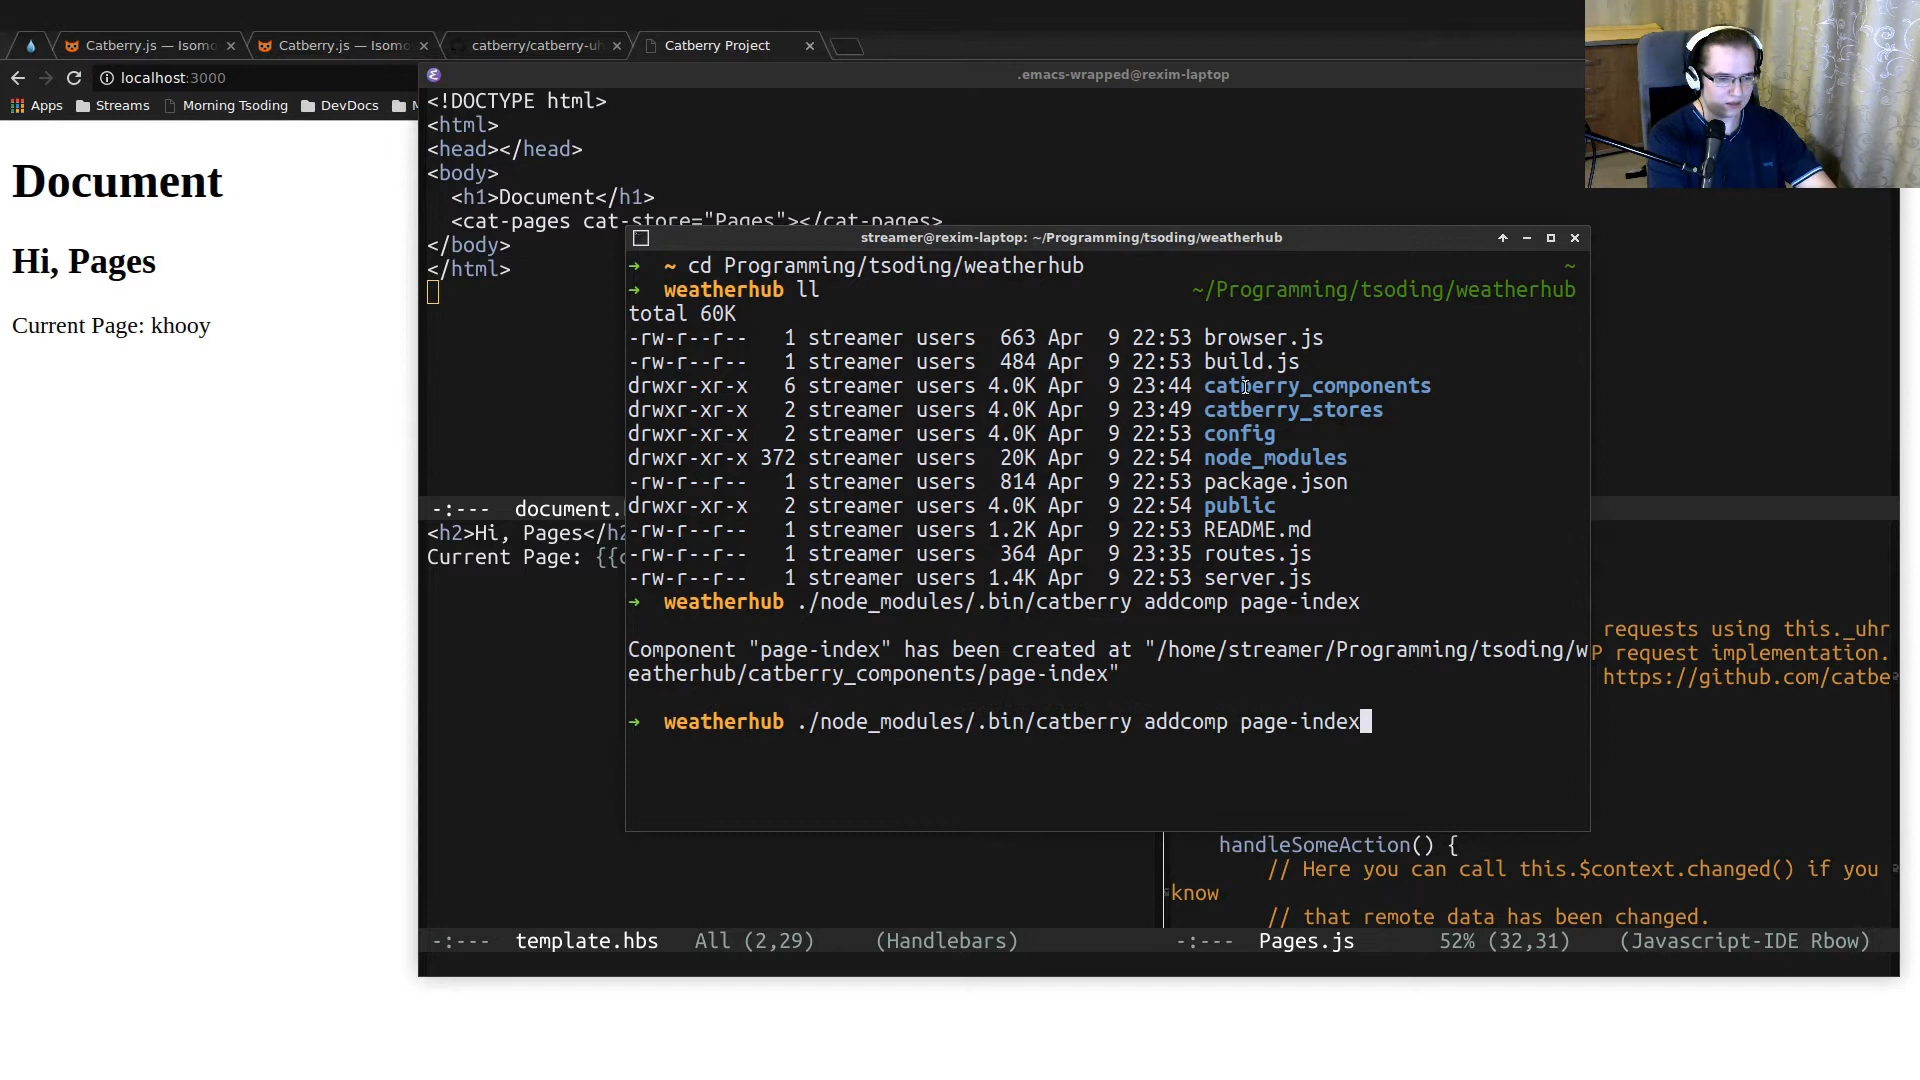 Catberry.js — Isomo
Catberry.js — Isomo
catberry/catberry-uh
Catberry Project
localhost:3000
.emacs-wrapped@rexim-laptop
Apps
Streams
Morning Tsoding
DevDocs
Document
Hi, Pages
Current Page: khooy
<!DOCTYPE html>
<html>
<head></head>
<body>
<h1>Document</h1>
<cat-pages cat-store="Pages"></cat-pages>
</body>
</html>
-:--- document.
<h2>Hi, Pages</h2
Current Page: {{c
streamer@rexim-laptop: ~/Programming/tsoding/weatherhub
➜ ~ cd Programming/tsoding/weatherhub ~
➜ weatherhub ll ~/Programming/tsoding/weatherhub
total 60K
-rw-r--r-- 1 streamer users 663 Apr 9 22:53 browser.js
-rw-r--r-- 1 streamer users 484 Apr 9 22:53 build.js
drwxr-xr-x 6 streamer users 4.0K Apr 9 23:44 catberry_components
drwxr-xr-x 2 streamer users 4.0K Apr 9 23:49 catberry_stores
drwxr-xr-x 2 streamer users 4.0K Apr 9 22:53 config
drwxr-xr-x 372 streamer users 20K Apr 9 22:54 node_modules
-rw-r--r-- 1 streamer users 814 Apr 9 22:53 package.json
drwxr-xr-x 2 streamer users 4.0K Apr 9 22:54 public
-rw-r--r-- 1 streamer users 1.2K Apr 9 22:53 README.md
-rw-r--r-- 1 streamer users 364 Apr 9 23:35 routes.js
-rw-r--r-- 1 streamer users 1.4K Apr 9 22:53 server.js
➜ weatherhub ./node_modules/.bin/catberry addcomp page-index
Component "page-index" has been created at "/home/streamer/Programming/tsoding/w
eatherhub/catberry_components/page-index"
➜ weatherhub ./node_modules/.bin/catberry addcomp page-index
requests using this._uhr
P request implementation.
https://github.com/catbe
handleSomeAction() {
// Here you can call this.$context.changed() if you
know
// that remote data has been changed.
-:--- template.hbs All (2,29) (Handlebars)
-:--- Pages.js 52% (32,31) (Javascript-IDE Rbow)